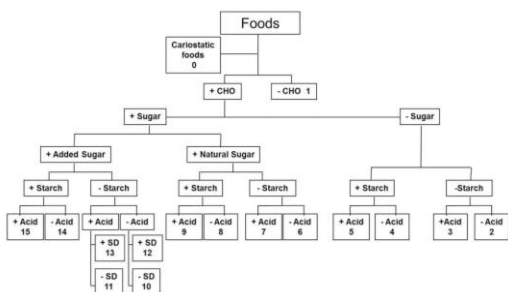 Foods
Cariostatic
foods
0
+ CHO
- CHO 1
+ Sugar
- Sugar
+ Added Sugar
+ Natural Sugar
+ Starch
- Starch
+ Starch
- Starch
+ Starch
-Starch
+ Acid
15
- Acid
14
+ Acid
- Acid
+ Acid
9
- Acid
8
+ Acid
7
- Acid
6
+ Acid
5
- Acid
4
+Acid
3
- Acid
2
+ SD
13
+ SD
12
- SD
11
- SD
10